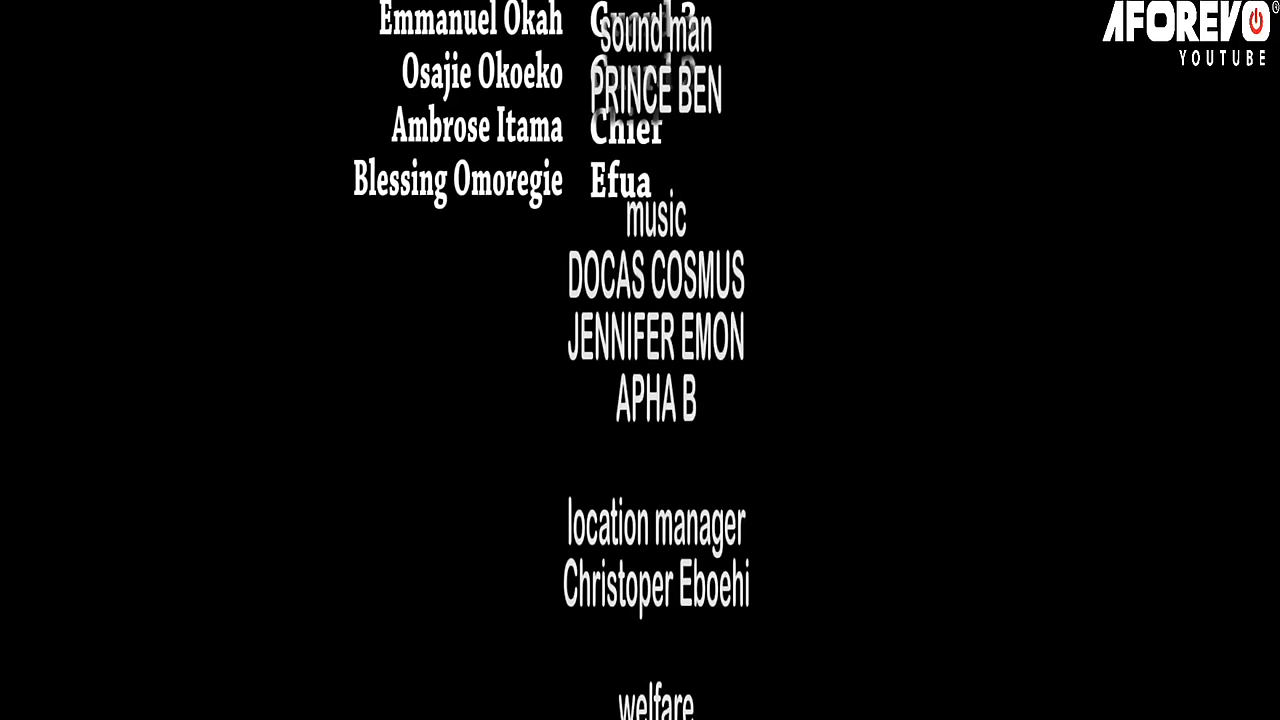 AFOREVO
YOUTUBE
Emmanuel Okah
Osajie Okoeko
Ambrose Itama Chief
Blessing Omoregie Efua
sound man
PRINCE BEN
music
DOCAS COSMUS
JENNIFER EMON
APHA B
location manager
Christoper Eboehi
welfare